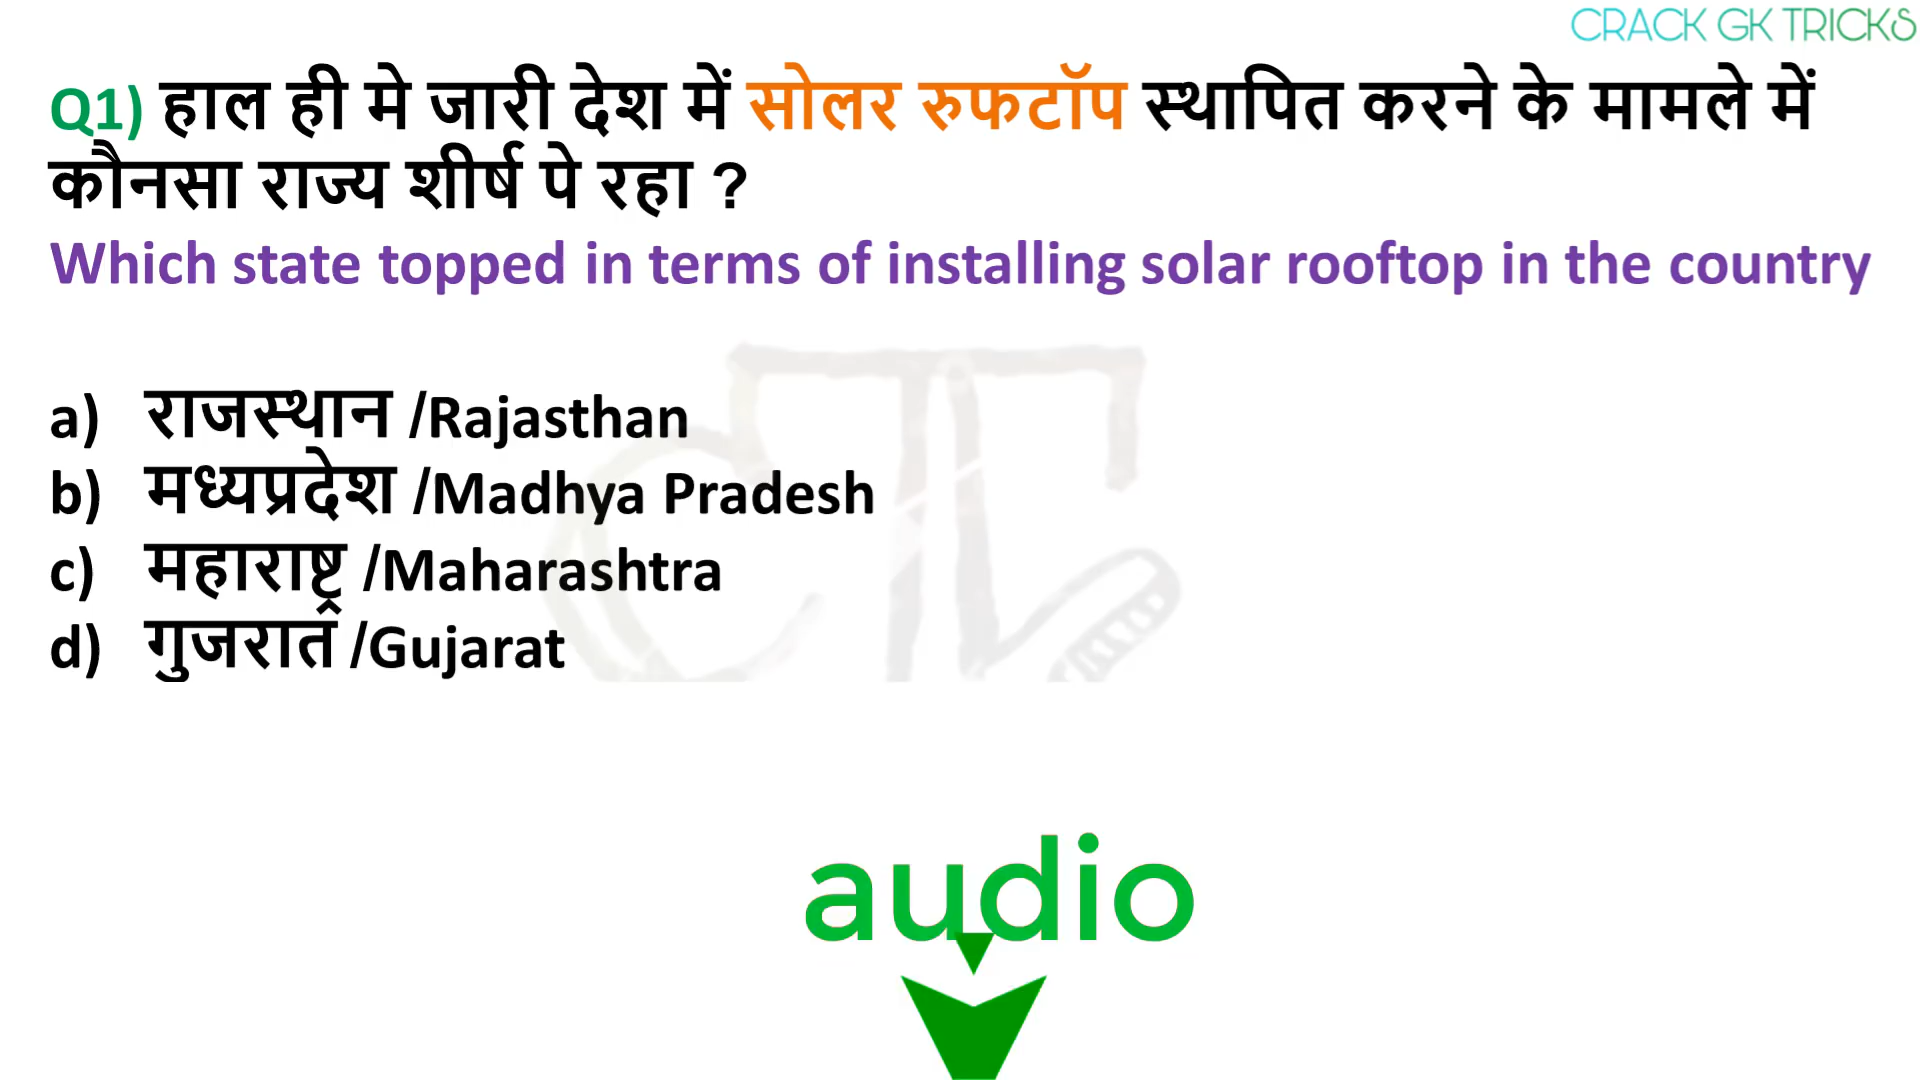 CRACK GK TRICKS
Q1) हाल ही मे जारी देश में सोलर रुफटॉप स्थापित करने के मामले में
कौनसा राज्य शीर्ष पे रहा ?
Which state topped in terms of installing solar rooftop in the country
a) राजस्थान /Rajasthan
b) मध्यप्रदेश /Madhya Pradesh
c) महाराष्ट्र /Maharashtra
d) गुजरात /Gujarat
audio